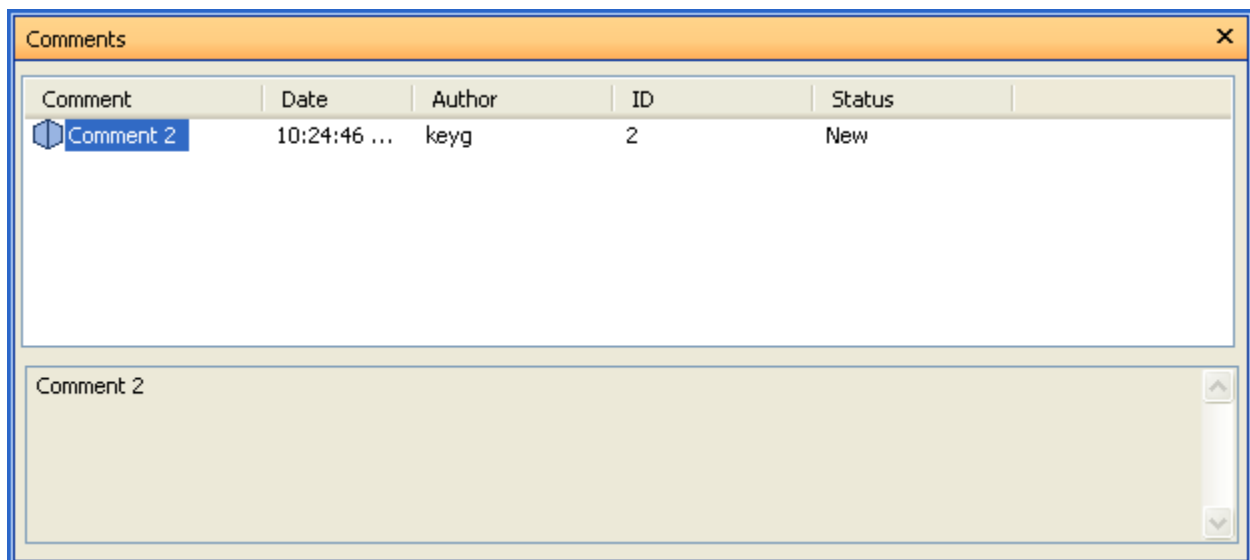 Comments
Comment Date Author ID Status
Comment 2 10:24:46 ... keyg 2 New
Comment 2